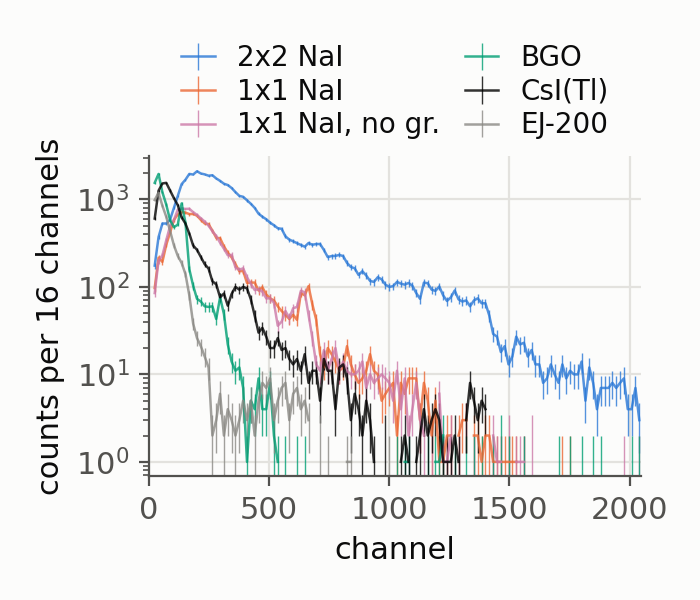 2x2 NaI
1x1 NaI
1x1 NaI, no gr.
BGO
CsI(Tl)
EJ-200
counts per 16 channels
10³
10²
10¹
10⁰
0 500 1000 1500 2000
channel